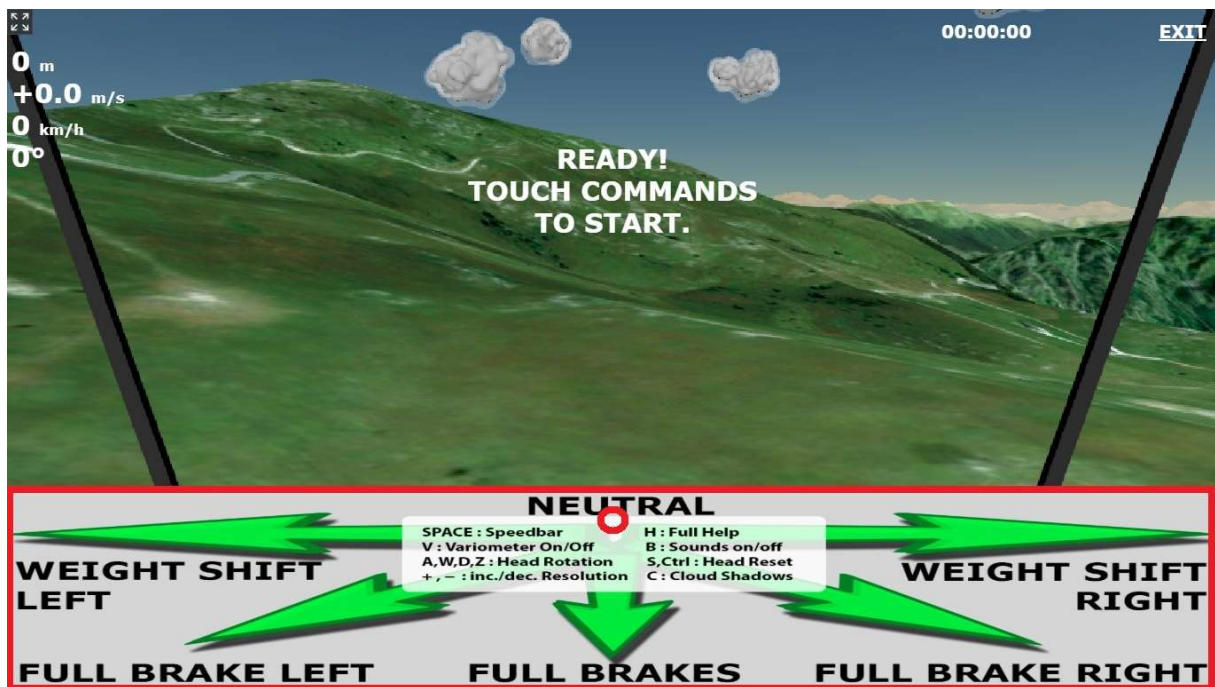 00:00:00 EXIT
0 m
+0.0 m/s
0 km/h
0°
READY!
TOUCH COMMANDS
TO START.
NEUTRAL
SPACE : Speedbar H : Full Help
V : Variometer On/Off B : Sounds on/off
A,W,D,Z : Head Rotation S,Ctrl : Head Reset
+ , – : inc./dec. Resolution C : Cloud Shadows
WEIGHT SHIFT
LEFT
WEIGHT SHIFT
RIGHT
FULL BRAKE LEFT FULL BRAKES FULL BRAKE RIGHT